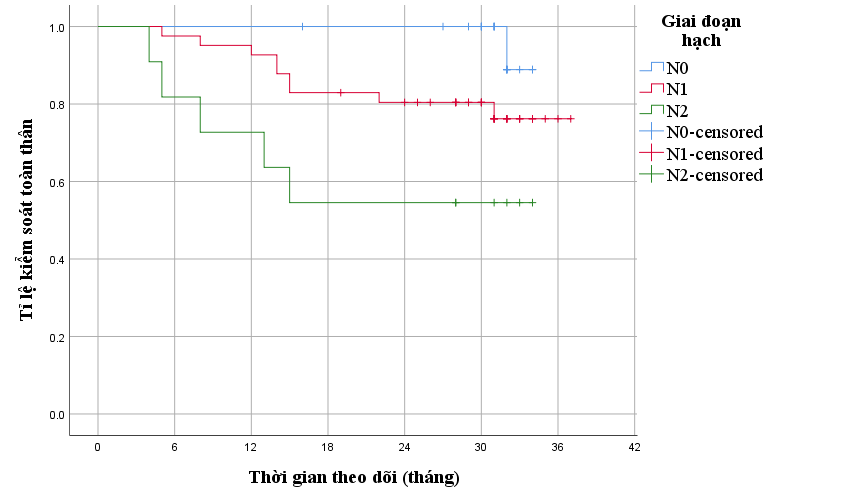 Giai đoạn
hạch
N0
N1
N2
N0-censored
N1-censored
N2-censored
Tỉ lệ kiểm soát toàn thân
1.0
0.8
0.6
0.4
0.2
0.0
0 6 12 18 24 30 36 42
Thời gian theo dõi (tháng)